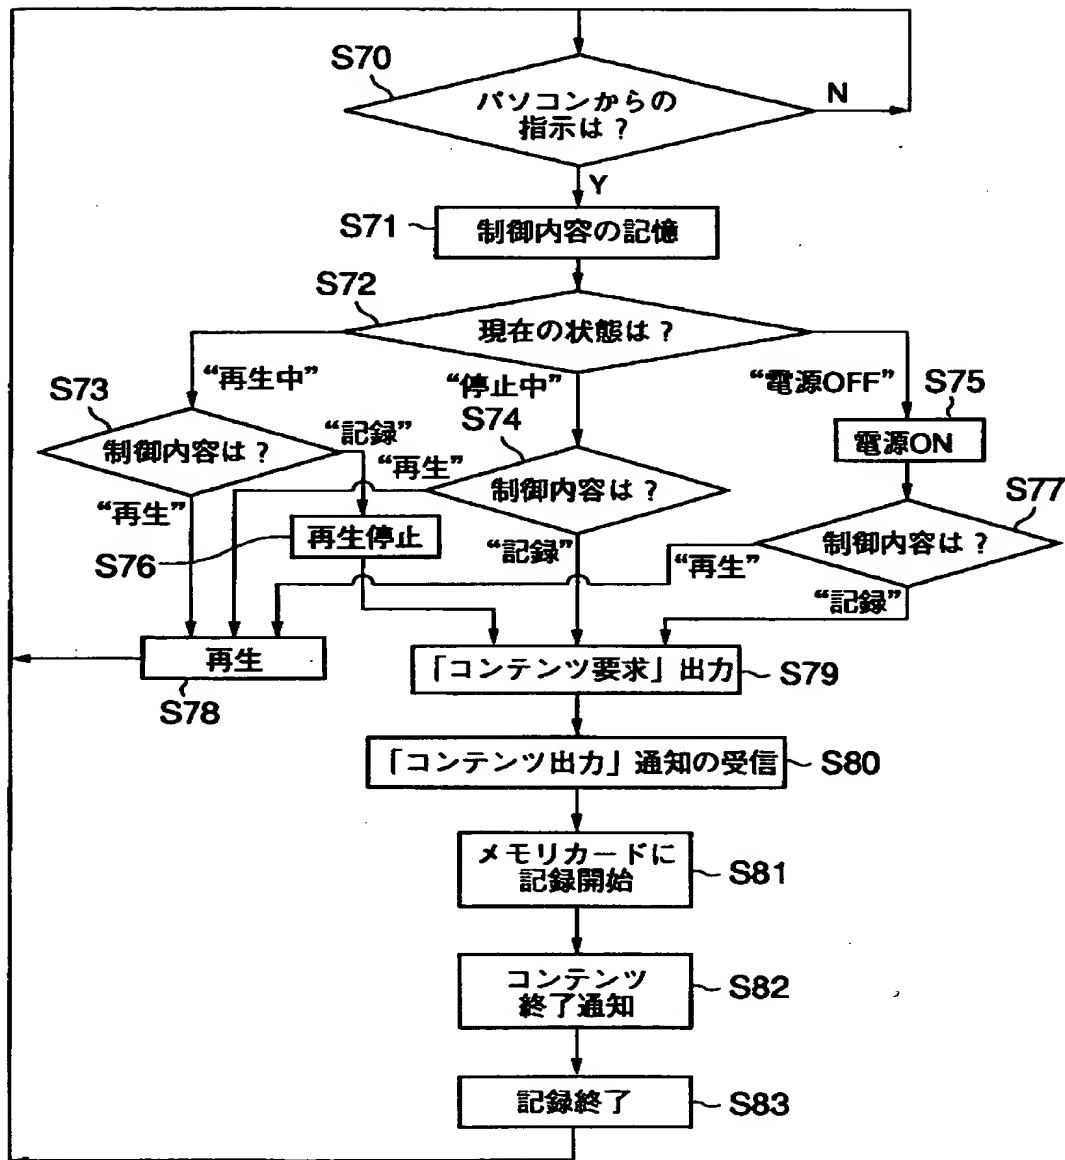 S70
パソコンからの
指示は？
N
Y
S71
制御内容の記憶
S72
現在の状態は？
“再生中”
“停止中”
“電源OFF”
S73
制御内容は？
“記録”
“再生”
S74
制御内容は？
“再生”
“記録”
S75
電源ON
S76
再生停止
S77
制御内容は？
“再生”
“記録”
再生
S78
「コンテンツ要求」出力
S79
「コンテンツ出力」通知の受信
S80
メモリカードに
記録開始
S81
コンテンツ
終了通知
S82
記録終了
S83